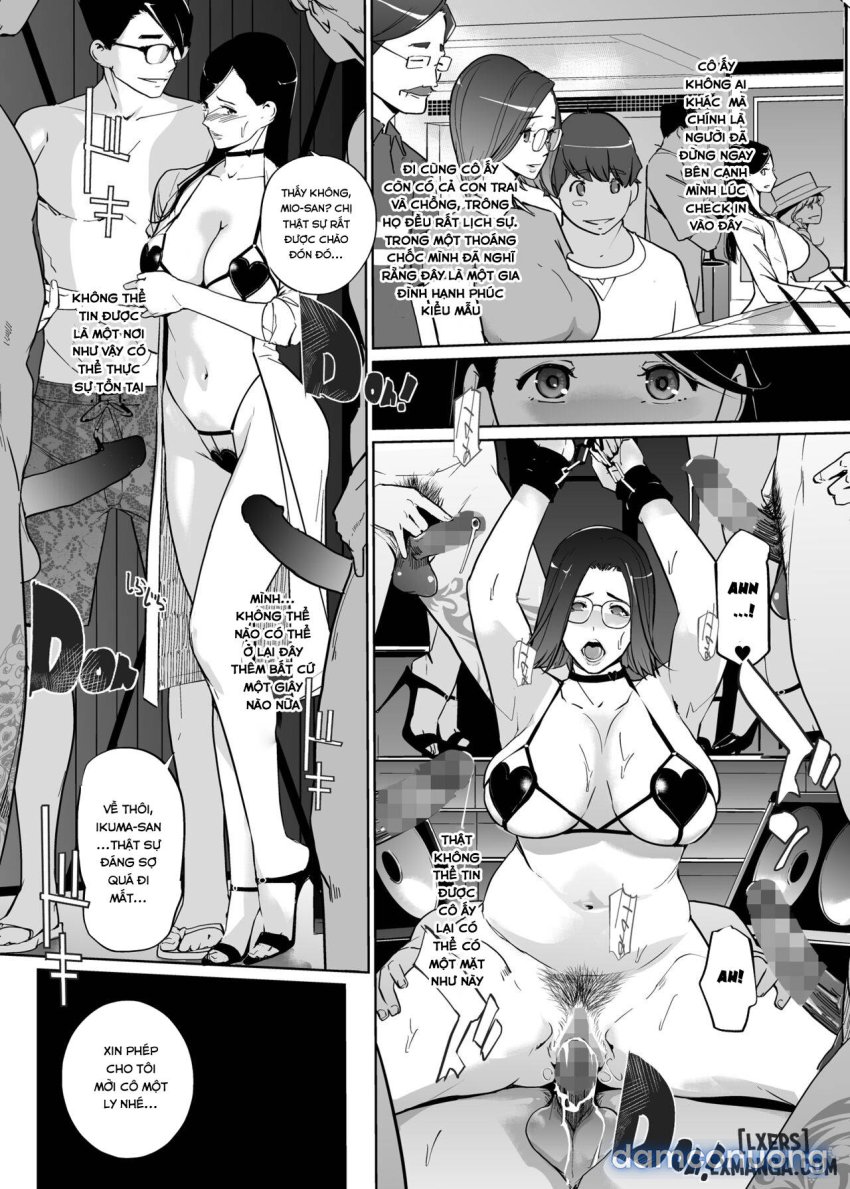 CÔ ẤY
KHÔNG AI
KHÁC MÀ
CHÍNH LÀ
NGƯỜI ĐÃ
ĐỨNG NGAY
BÊN CẠNH
MÌNH LÚC
CHECK IN
VÀO ĐÂY
ĐI CÙNG CÔ ẤY
CÒN CÓ CẢ CON TRAI
VÀ CHỒNG, TRÔNG
HỌ ĐỀU RẤT LỊCH SỰ.
TRONG MỘT THOÁNG
CHỐC MÌNH ĐÃ NGHĨ
RẰNG ĐÂY LÀ MỘT GIA
ĐÌNH HẠNH PHÚC
KIỂU MẪU
AHN
...!
♥
THẬT
KHÔNG
THỂ TIN
ĐƯỢC
CÔ ẤY
LẠI CÓ
THỂ CÓ
MỘT MẶT
NHƯ NÀY
AH!
THẤY KHÔNG,
MIO-SAN? CHỊ
THẬT SỰ RẤT
ĐƯỢC CHÀO
ĐÓN ĐÓ...
KHÔNG THỂ
TIN ĐƯỢC
LÀ MỘT NƠI
NHƯ VẬY CÓ
THỂ THỰC
SỰ TỒN TẠI
Doh!
MÌNH...
KHÔNG THỂ
NÀO CÓ THỂ
Ở LẠI ĐÂY
THÊM BẤT CỨ
MỘT GIÂY
NÀO NỮA
Doh
VỀ THÔI,
IKUMA-SAN
...THẬT SỰ
ĐÁNG SỢ
QUÁ ĐI
MẤT...
XIN PHÉP
CHO TÔI
MỜI CÔ MỘT
LY NHÉ...
Doh!
[LXERS]
LXMANGA.COM
damconuong